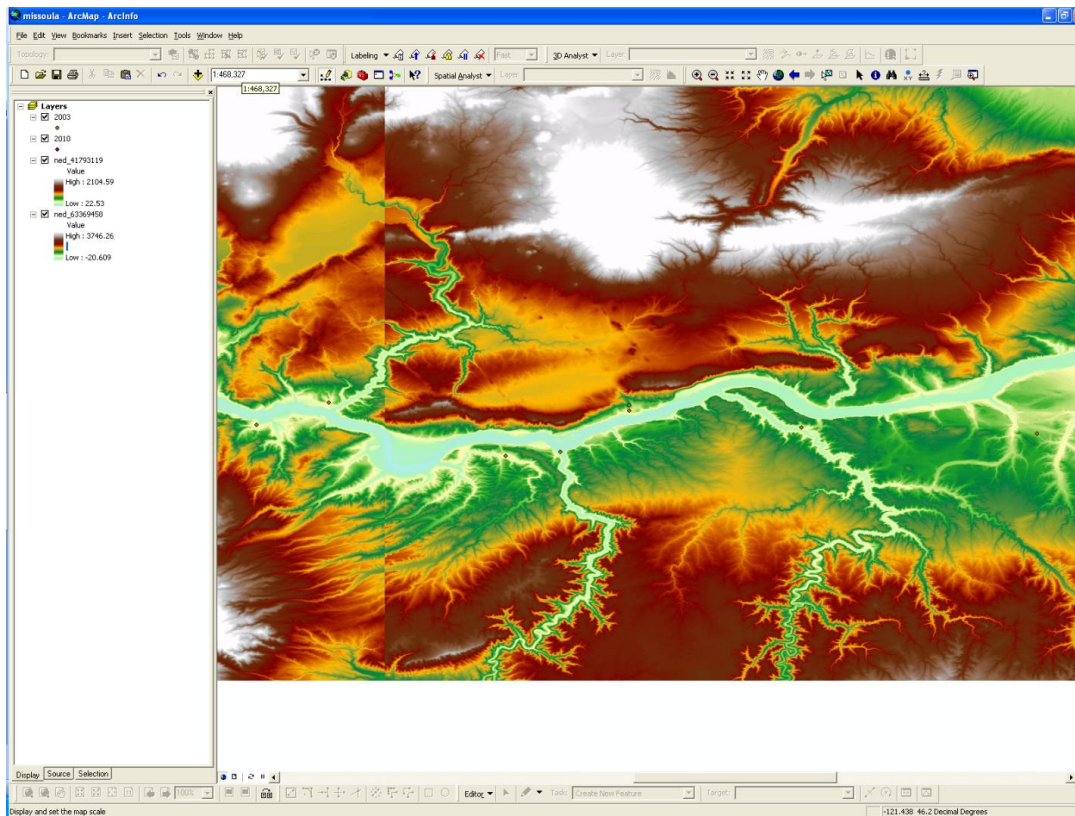 missoula - ArcMap - ArcInfo
File Edit View Bookmarks Insert Selection Tools Window Help
Topology: Labeling Fast 3D Analyst Layer:
1:468,327 Spatial Analyst Layer:
1:468,327
Layers
2003
2010
ned_41793119
Value
High : 2104.59
Low : 22.53
ned_63369458
Value
High : 3746.26
Low : -20.609
Display Source Selection
100% Editor Task: Create New Feature Target:
Display and set the map scale -121.438 46.2 Decimal Degrees